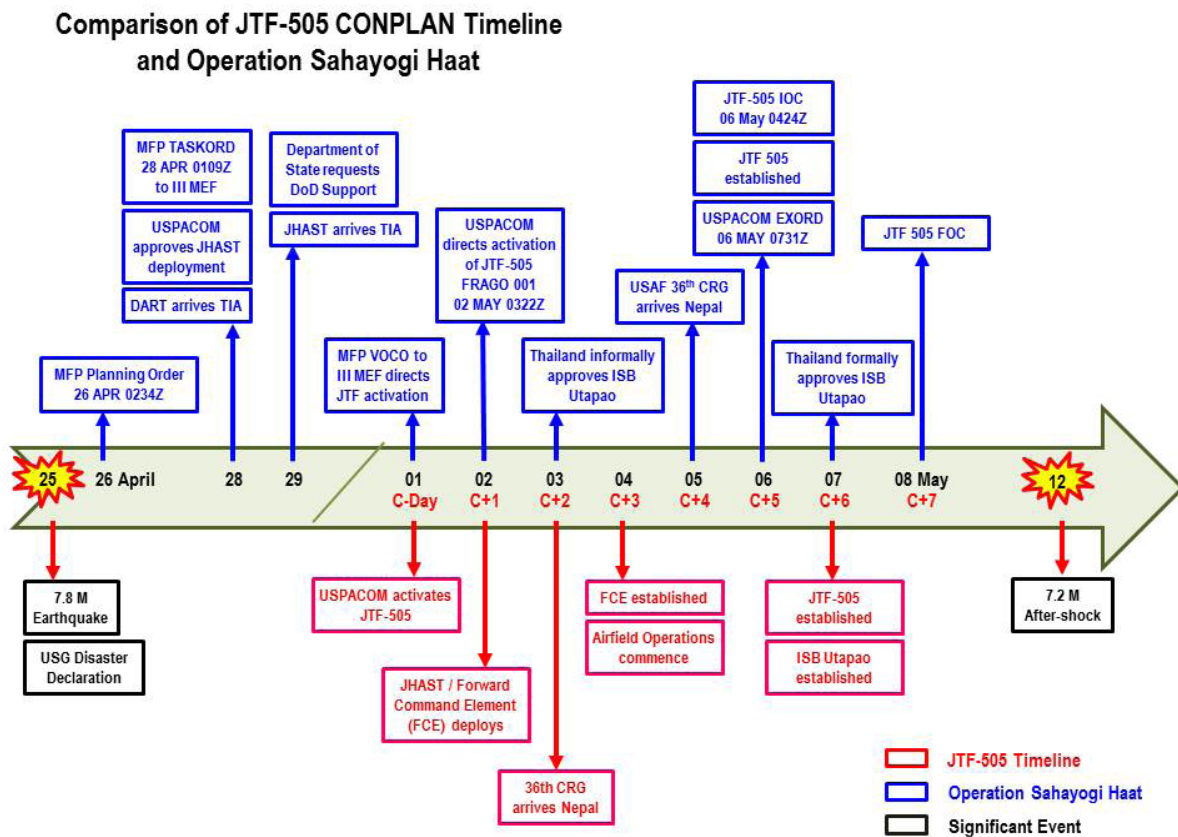 Comparison of JTF-505 CONPLAN Timeline
and Operation Sahayogi Haat
MFP TASKORD
28 APR 0109Z
to III MEF
USPACOM
approves JHAST
deployment
DART arrives TIA
Department of
State requests
DoD Support
JHAST arrives TIA
USPACOM
directs activation
of JTF-505
FRAGO 001
02 MAY 0322Z
JTF-505 IOC
06 May 0424Z
JTF 505
established
USPACOM EXORD
06 MAY 0731Z
JTF 505 FOC
USAF 36th CRG
arrives Nepal
MFP Planning Order
26 APR 0234Z
MFP VOCO to
III MEF directs
JTF activation
Thailand informally
approves ISB
Utapao
Thailand formally
approves ISB
Utapao
25
26 April
28
29
01
C-Day
02
C+1
03
C+2
04
C+3
05
C+4
06
C+5
07
C+6
08 May
C+7
12
7.8 M
Earthquake
USG Disaster
Declaration
USPACOM activates
JTF-505
JHAST / Forward
Command Element
(FCE) deploys
36th CRG
arrives Nepal
FCE established
Airfield Operations
commence
JTF-505
established
ISB Utapao
established
7.2 M
After-shock
JTF-505 Timeline
Operation Sahayogi Haat
Significant Event